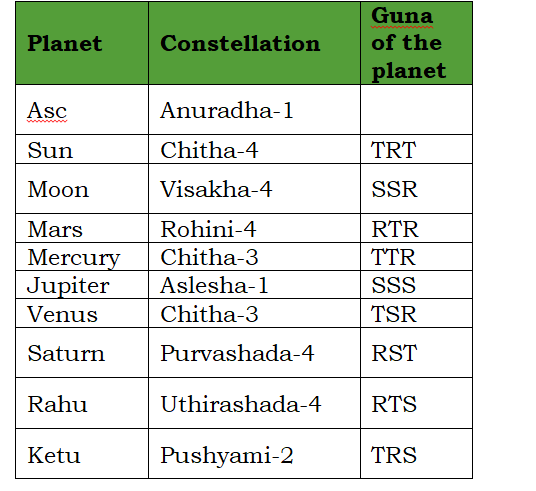 Planet Constellation Guna of the planet
Asc Anuradha-1
Sun Chitha-4 TRT
Moon Visakha-4 SSR
Mars Rohini-4 RTR
Mercury Chitha-3 TTR
Jupiter Aslesha-1 SSS
Venus Chitha-3 TSR
Saturn Purvashada-4 RST
Rahu Uthirashada-4 RTS
Ketu Pushyami-2 TRS